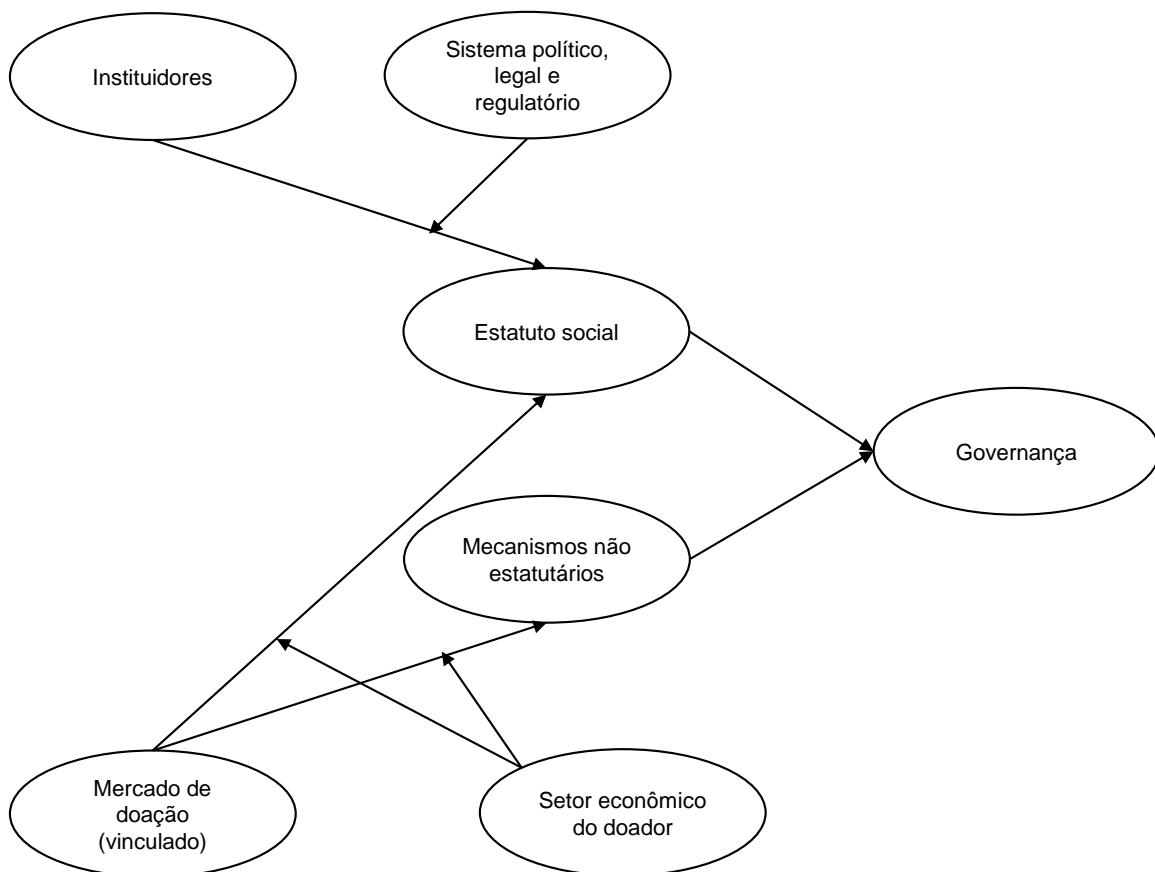 Instituidores
Sistema político,
legal e
regulatório
Estatuto social
Governança
Mecanismos não
estatutários
Mercado de
doação
(vinculado)
Setor econômico
do doador